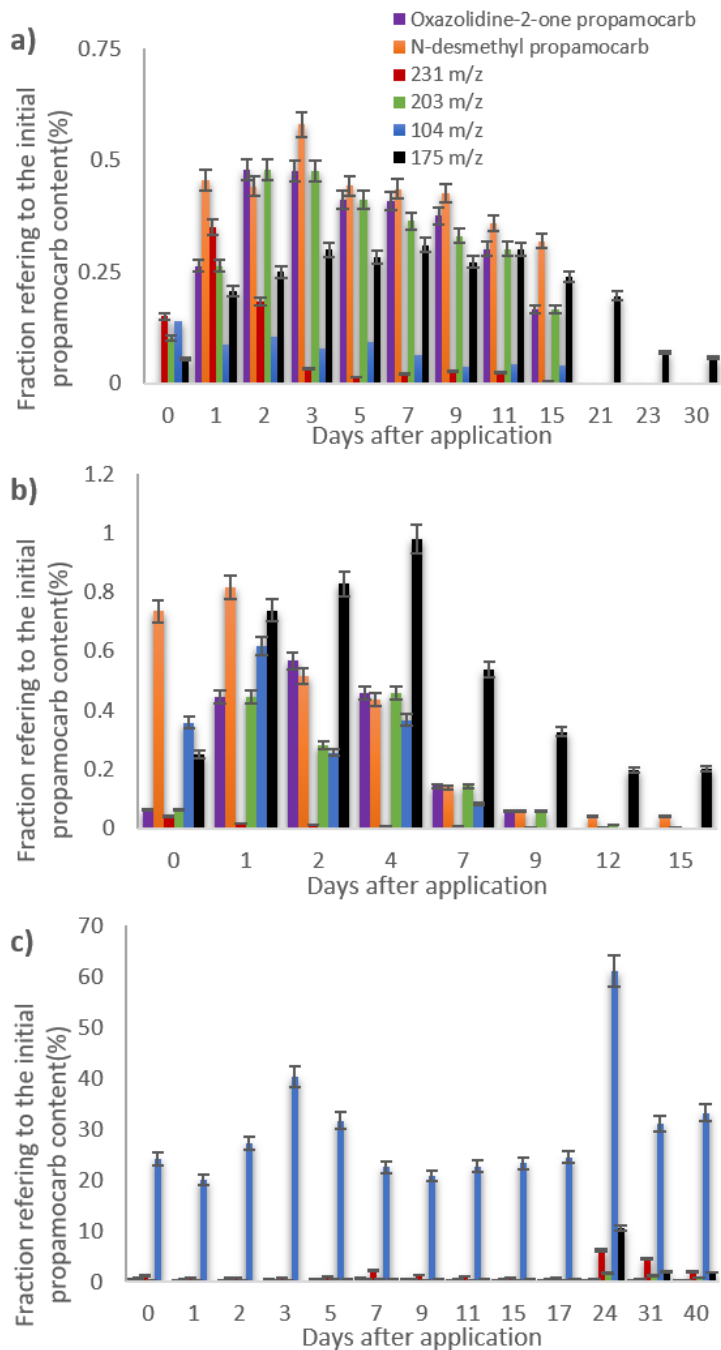 a)
Oxazolidine-2-one propamocarb
N-desmethyl propamocarb
231 m/z
203 m/z
104 m/z
175 m/z
Fraction refering to the initial
propamocarb content(%)
0.75
0.5
0.25
0
0 1 2 3 5 7 9 11 15 21 23 30
Days after application
b)
Fraction refering to the initial
propamocarb content(%)
1.2
1
0.8
0.6
0.4
0.2
0
0 1 2 4 7 9 12 15
Days after application
c)
Fraction refering to the initial
propamocarb content(%)
70
60
50
40
30
20
10
0
0 1 2 3 5 7 9 11 15 17 24 31 40
Days after application